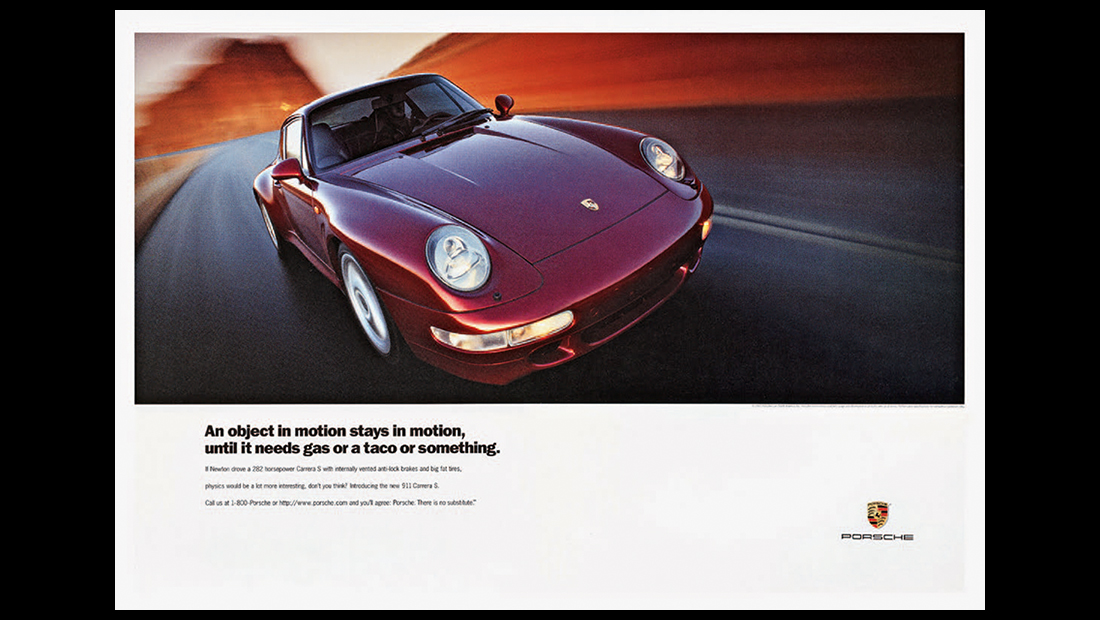 An object in motion stays in motion,
until it needs gas or a taco or something.
If Newton drove a 282 horsepower Carrera S with internally vented anti-lock brakes and big fat tires,
physics would be a lot more interesting, don't you think? Introducing the new 911 Carrera S.
Call us at 1-800-Porsche or http://www.porsche.com and you'll agree: Porsche. There is no substitute.™
PORSCHE